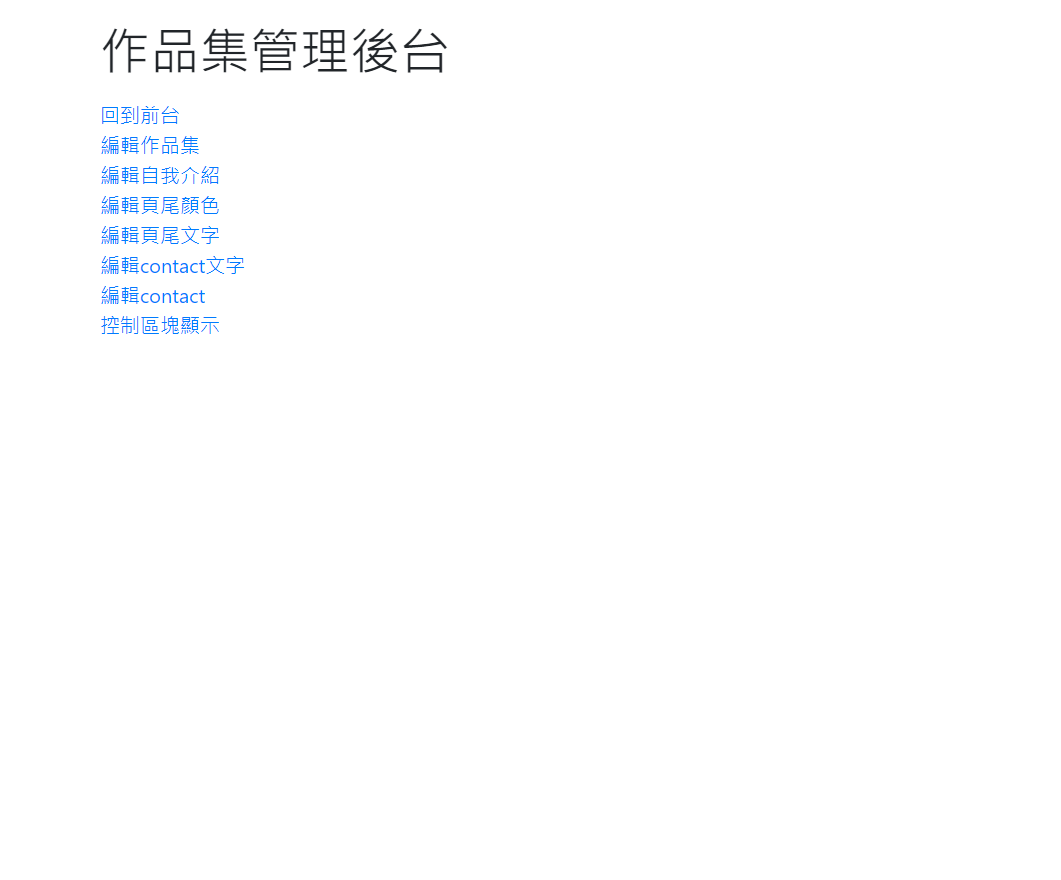 作品集管理後台
回到前台
編輯作品集
編輯自我介紹
編輯頁尾顏色
編輯頁尾文字
編輯contact文字
編輯contact
控制區塊顯示